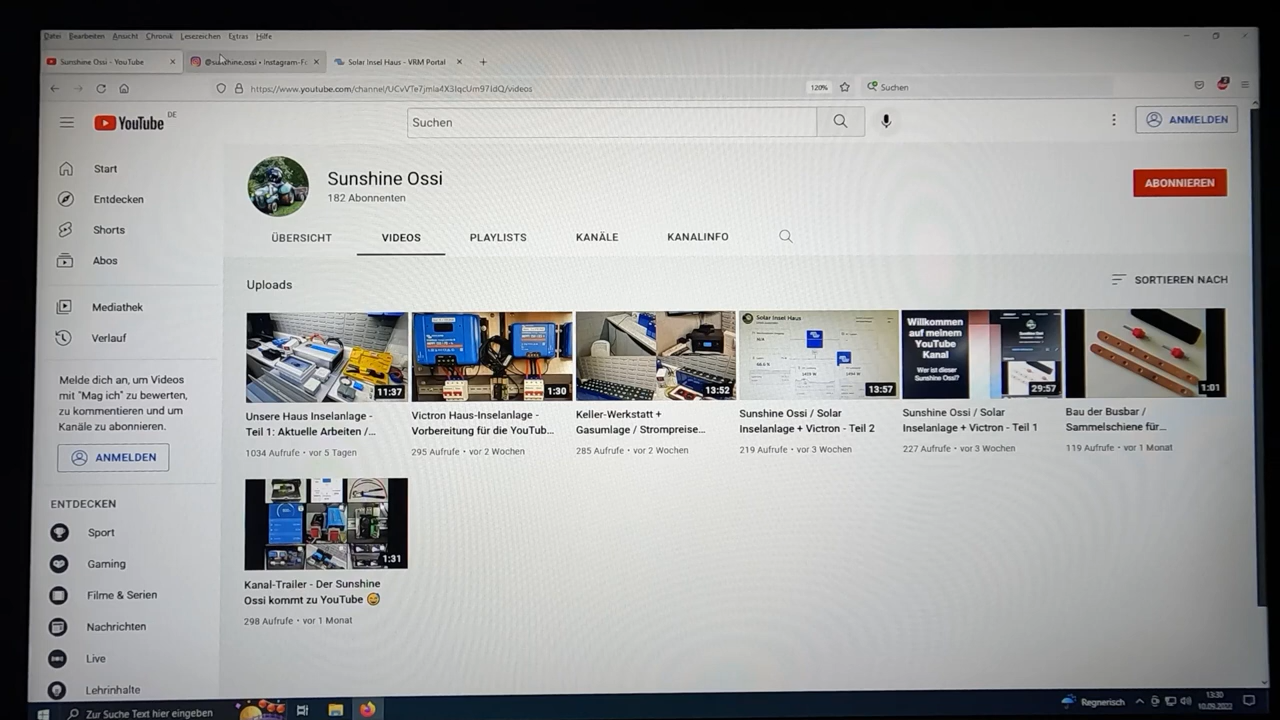 Datei Bearbeiten Ansicht Chronik Lesezeichen Extras Hilfe
Sunshine Ossi - YouTube
Solar Insel Haus - VRM Portal
120%
Suchen
YouTube DE
Suchen
ANMELDEN
Start
Entdecken
Shorts
Abos
Mediathek
Verlauf
Melde dich an, um Videos
mit "Mag ich" zu bewerten,
zu kommentieren und um
Kanäle zu abonnieren.
ANMELDEN
ENTDECKEN
Sport
Gaming
Filme & Serien
Nachrichten
Live
Lehrinhalte
Sunshine Ossi
182 Abonnenten
ABONNIEREN
ÜBERSICHT VIDEOS PLAYLISTS KANÄLE KANALINFO
Uploads
SORTIEREN NACH
11:37
Unsere Haus Inselanlage -
Teil 1: Aktuelle Arbeiten /...
1034 Aufrufe • vor 5 Tagen
1:30
Victron Haus-Inselanlage -
Vorbereitung für die YouTub...
295 Aufrufe • vor 2 Wochen
13:52
Keller-Werkstatt +
Gasumlage / Strompreise...
285 Aufrufe • vor 2 Wochen
Solar Insel Haus
13:57
Sunshine Ossi / Solar
Inselanlage + Victron - Teil 2
219 Aufrufe • vor 3 Wochen
Willkommen
auf meinem
YouTube
Kanal
Wer ist dieser
Sunshine Ossi?
29:57
Sunshine Ossi / Solar
Inselanlage + Victron - Teil 1
227 Aufrufe • vor 3 Wochen
1:01
Bau der Busbar /
Sammelschiene für...
119 Aufrufe • vor 1 Monat
1:31
Kanal-Trailer - Der Sunshine
Ossi kommt zu YouTube 😅
298 Aufrufe • vor 1 Monat
Zur Suche Text hier eingeben
Regnerisch
13:30